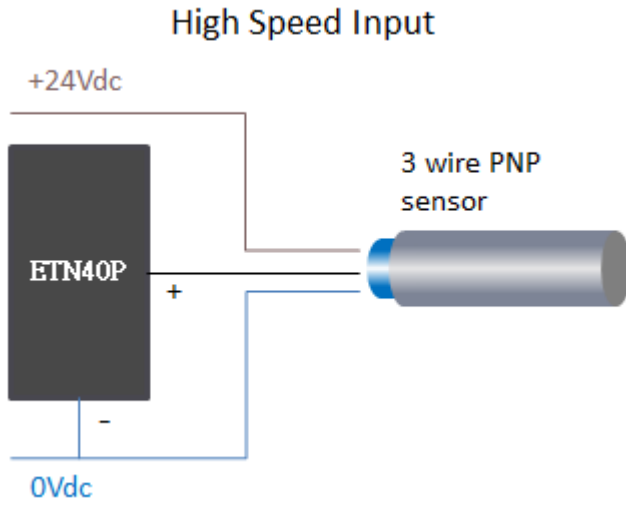 High Speed Input
+24Vdc
3 wire PNP
sensor
ETN40P
+
-
0Vdc